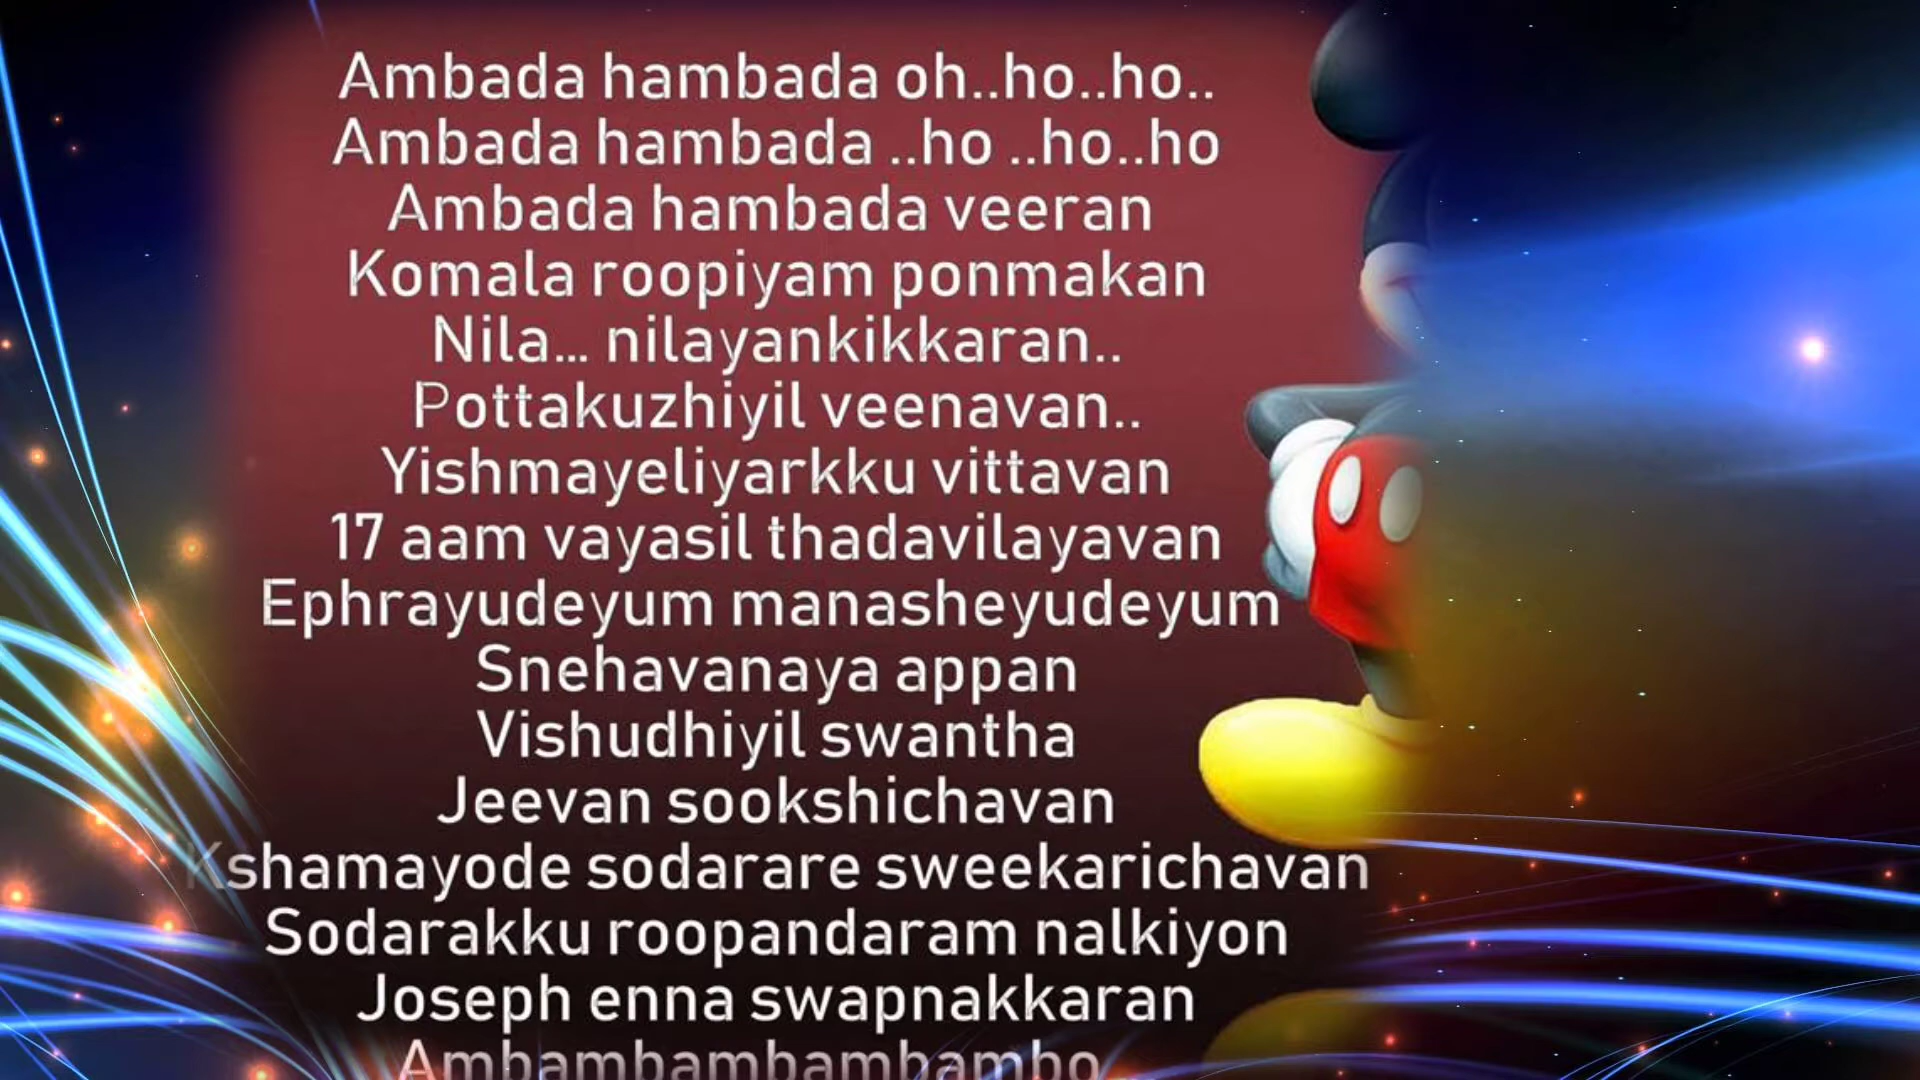 Ambada hambada oh..ho..ho..
Ambada hambada ..ho ..ho..ho
Ambada hambada veeran
Komala roopiyam ponmakan
Nila... nilayankikkaran..
Pottakuzhiyil veenavan..
Yishmayeliyarkku vittavan
17 aam vayasil thadavilayavan
Ephrayudeyum manasheyudeyum
Snehavanaya appan
Vishudhiyil swantha
Jeevan sookshichavan
Kshamayode sodarare sweekarichavan
Sodarakku roopandaram nalkiyon
Joseph enna swapnakkaran
Ambambambambambo